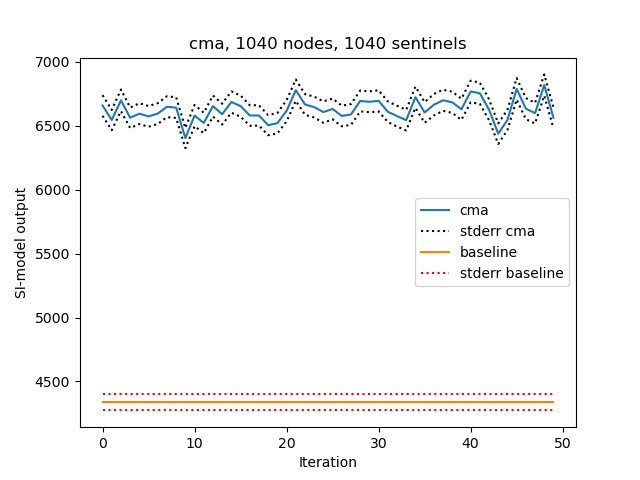 cma, 1040 nodes, 1040 sentinels
7000
6500
6000
5500
5000
4500
SI-model output
cma
stderr cma
baseline
stderr baseline
0
10
20
30
40
50
Iteration